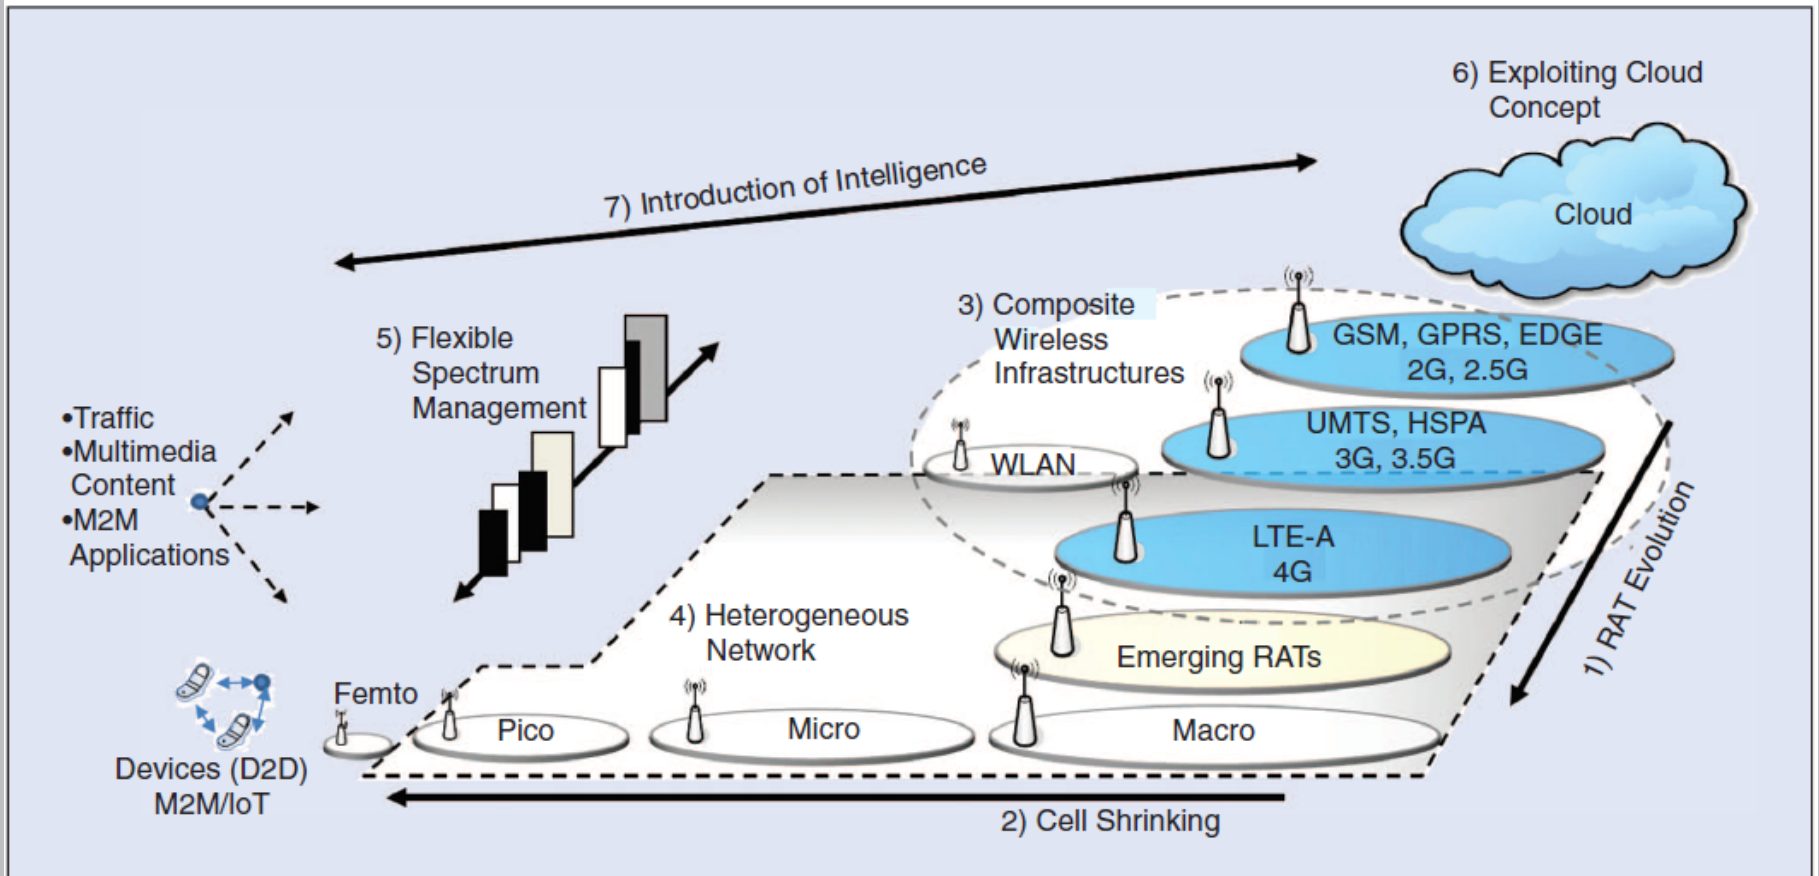 6) Exploiting Cloud
Concept
Cloud
7) Introduction of Intelligence
3) Composite
Wireless
Infrastructures
GSM, GPRS, EDGE
2G, 2.5G
5) Flexible
Spectrum
Management
•Traffic
•Multimedia
Content
•M2M
Applications
UMTS, HSPA
3G, 3.5G
WLAN
LTE-A
4G
1) RAT Evolution
4) Heterogeneous
Network
Emerging RATs
Femto
Pico
Micro
Macro
Devices (D2D)
M2M/IoT
2) Cell Shrinking